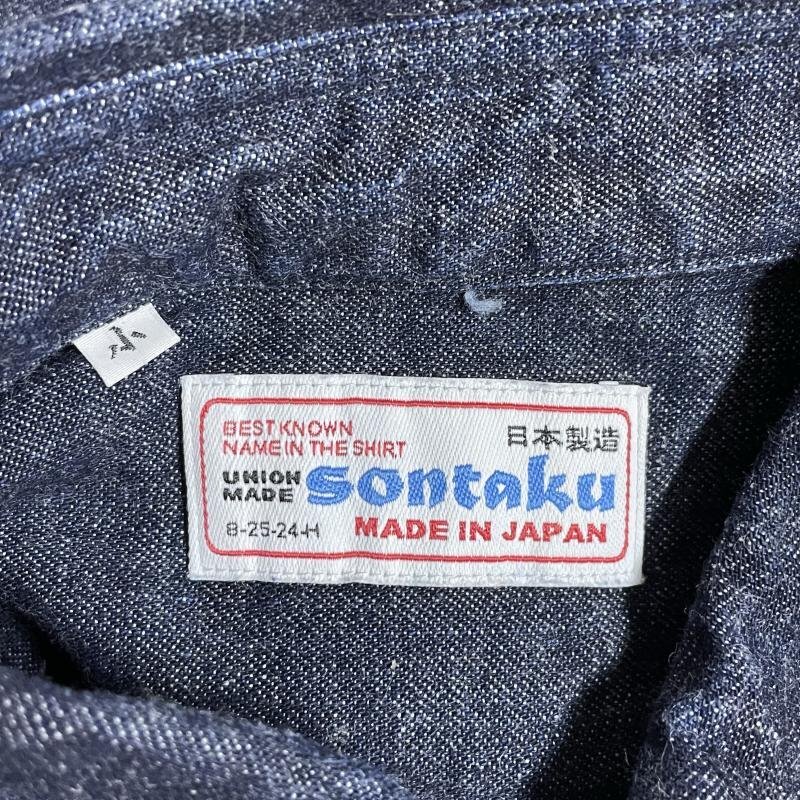 BEST KNOWN
NAME IN THE SHIRT
日本製造
UNION
MADE
sontaku
8-25-24-H
MADE IN JAPAN